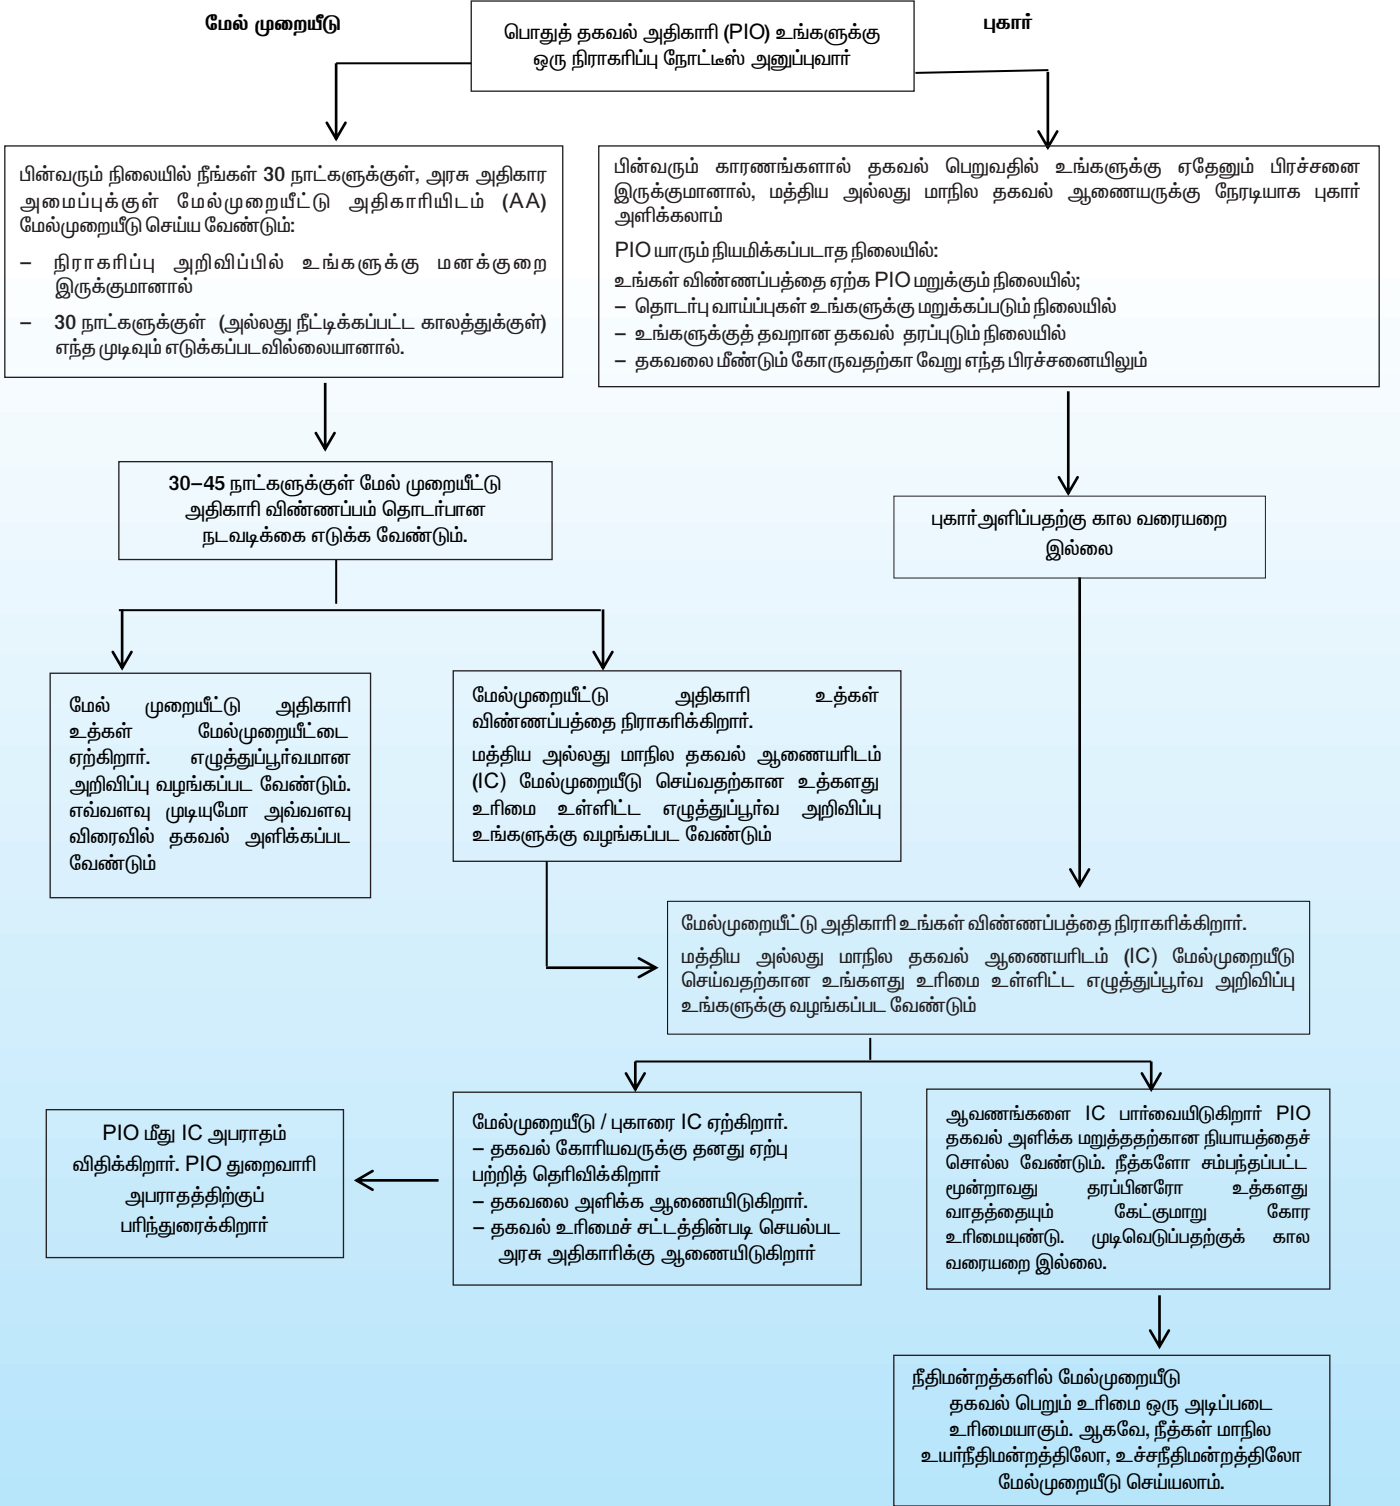 மேல் முறையீடு
புகார்
பொதுத் தகவல் அதிகாரி (PIO) உங்களுக்கு
ஒரு நிராகரிப்பு நோட்டீஸ் அனுப்புவார்
பின்வரும் நிலையில் நீங்கள் 30 நாட்களுக்குள், அரசு அதிகார
அமைப்புக்குள் மேல்முறையீட்டு அதிகாரியிடம் (AA)
மேல்முறையீடு செய்ய வேண்டும்:
– நிராகரிப்பு அறிவிப்பில் உங்களுக்கு மனக்குறை
இருக்குமானால்
– 30 நாட்களுக்குள் (அல்லது நீட்டிக்கப்பட்ட காலத்துக்குள்)
எந்த முடிவும் எடுக்கப்படவில்லையானால்.
பின்வரும் காரணங்களால் தகவல் பெறுவதில் உங்களுக்கு ஏதேனும் பிரச்சனை
இருக்குமானால், மத்திய அல்லது மாநில தகவல் ஆணையருக்கு நேரடியாக புகார்
அளிக்கலாம்
PIO யாரும் நியமிக்கப்படாத நிலையில்:
உங்கள் விண்ணப்பத்தை ஏற்க PIO மறுக்கும் நிலையில்;
– தொடர்பு வாய்ப்புகள் உங்களுக்கு மறுக்கப்படும் நிலையில்
– உங்களுக்குத் தவறான தகவல் தரப்புடும் நிலையில்
– தகவலை மீண்டும் கோருவதற்கா வேறு எந்த பிரச்சனையிலும்
30–45 நாட்களுக்குள் மேல் முறையீட்டு
அதிகாரி விண்ணப்பம் தொடர்பான
நடவடிக்கை எடுக்க வேண்டும்.
புகார்அளிப்பதற்கு கால வரையறை
இல்லை
மேல் முறையீட்டு அதிகாரி
உத்கள் மேல்முறையீட்டை
ஏற்கிறார். எழுத்துப்பூர்வமான
அறிவிப்பு வழங்கப்பட வேண்டும்.
எவ்வளவு முடியுமோ அவ்வளவு
விரைவில் தகவல் அளிக்கப்பட
வேண்டும்
மேல்முறையீட்டு அதிகாரி உத்கள்
விண்ணப்பத்தை நிராகரிக்கிறார்.
மத்திய அல்லது மாநில தகவல் ஆணையரிடம்
(IC) மேல்முறையீடு செய்வதற்கான உத்களது
உரிமை உள்ளிட்ட எழுத்துப்பூர்வ அறிவிப்பு
உங்களுக்கு வழங்கப்பட வேண்டும்
மேல்முறையீட்டு அதிகாரி உங்கள் விண்ணப்பத்தை நிராகரிக்கிறார்.
மத்திய அல்லது மாநில தகவல் ஆணையரிடம் (IC) மேல்முறையீடு
செய்வதற்கான உங்களது உரிமை உள்ளிட்ட எழுத்துப்பூர்வ அறிவிப்பு
உங்களுக்கு வழங்கப்பட வேண்டும்
PIO மீது IC அபராதம்
விதிக்கிறார். PIO துறைவாரி
அபராதத்திற்குப்
பரிந்துரைக்கிறார்
மேல்முறையீடு / புகாரை IC ஏற்கிறார்.
– தகவல் கோரியவருக்கு தனது ஏற்பு
பற்றித் தெரிவிக்கிறார்
– தகவலை அளிக்க ஆணையிடுகிறார்.
– தகவல் உரிமைச் சட்டத்தின்படி செயல்பட
அரசு அதிகாரிக்கு ஆணையிடுகிறார்
ஆவணங்களை IC பார்வையிடுகிறார் PIO
தகவல் அளிக்க மறுத்ததற்கான நியாயத்தைச்
சொல்ல வேண்டும். நீத்களோ சம்பந்தப்பட்ட
மூன்றாவது தரப்பினரோ உத்களது
வாதத்தையும் கேட்குமாறு கோர
உரிமையுண்டு. முடிவெடுப்பதற்குக் கால
வரையறை இல்லை.
நீதிமன்றத்களில் மேல்முறையீடு
தகவல் பெறும் உரிமை ஒரு அடிப்படை
உரிமையாகும். ஆகவே, நீத்கள் மாநில
உயர்நீதிமன்றத்திலோ, உச்சநீதிமன்றத்திலோ
மேல்முறையீடு செய்யலாம்.